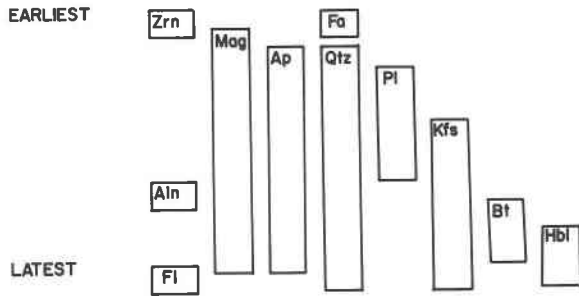 EARLIEST
Zrn
Fa
Mag
Ap
Qtz
Pl
Kfs
Aln
Bt
Hbl
LATEST
Fl